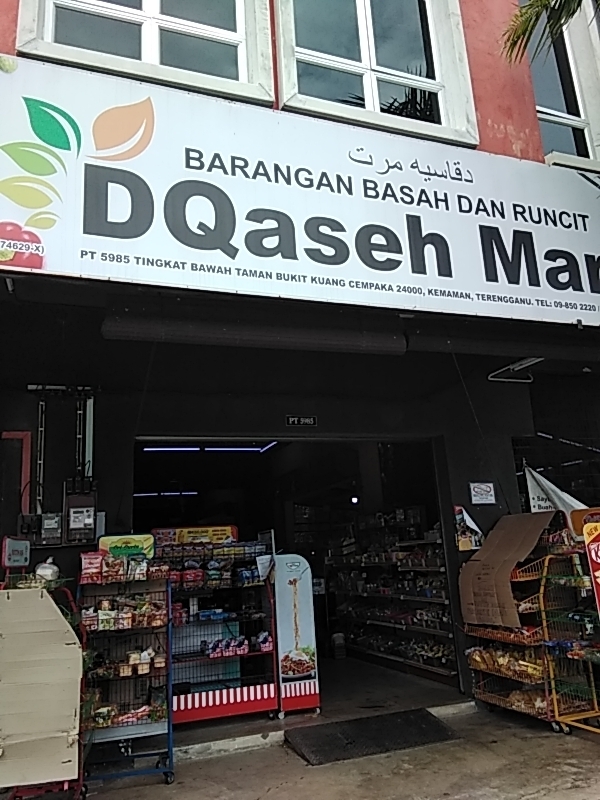 دقاسيه مرت
BARANGAN BASAH DAN RUNCIT
DQaseh Mar
74629-X)
PT 5985 TINGKAT BAWAH TAMAN BUKIT KUANG CEMPAKA 24000, KEMAMAN, TERENGGANU. TEL: 09-850 2220 /
PT 5985